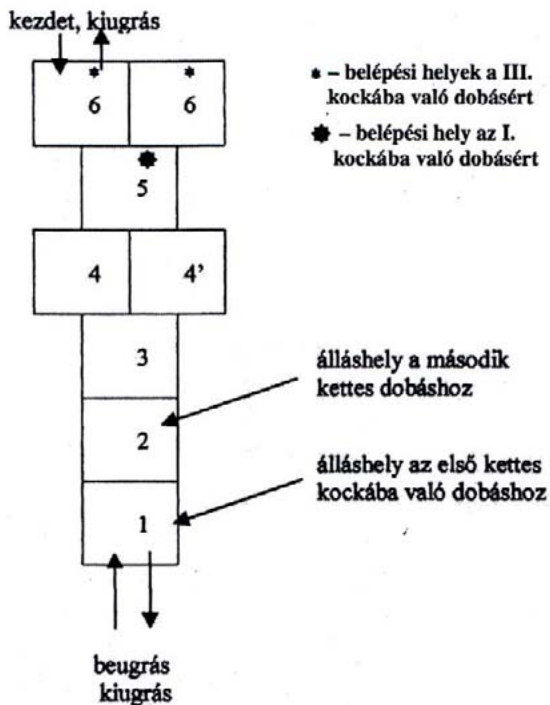 kezdet, kiugrás
6 6
* – belépési helyek a III.
kockába való dobásért
✸ – belépési hely az I.
kockába való dobásért
5
4 4’
3
álláshely a második
kettes dobáshoz
2
álláshely az első kettes
kockába való dobáshoz
1
beugrás
kiugrás